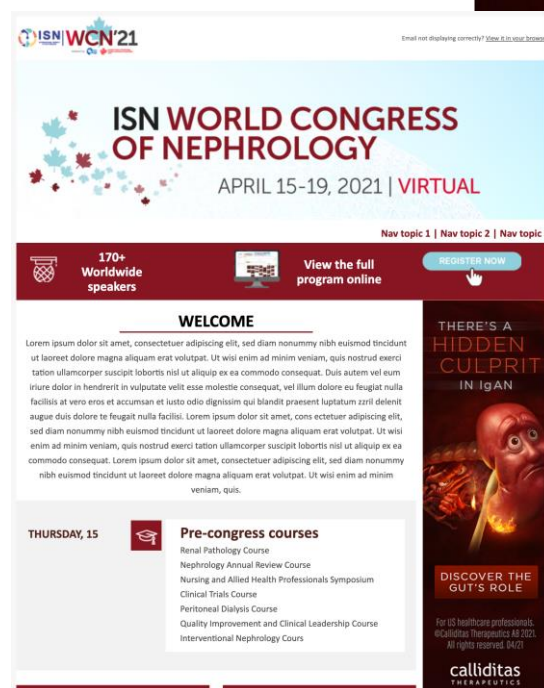 ISN WCN'21
Email not displaying correctly? View it in your browse
ISN WORLD CONGRESS
OF NEPHROLOGY
APRIL 15-19, 2021 | VIRTUAL
Nav topic 1 | Nav topic 2 | Nav topic
170+
Worldwide
speakers
View the full
program online
REGISTER NOW
WELCOME
Lorem ipsum dolor sit amet, consectetuer adipiscing elit, sed diam nonummy nibh euismod tincidunt
ut laoreet dolore magna aliquam erat volutpat. Ut wisi enim ad minim veniam, quis nostrud exerci
tation ullamcorper suscipit lobortis nisl ut aliquip ex ea commodo consequat. Duis autem vel eum
iriure dolor in hendrerit in vulputate velit esse molestie consequat, vel illum dolore eu feugiat nulla
facilisis at vero eros et accumsan et iusto odio dignissim qui blandit praesent luptatum zzril delenit
augue duis dolore te feugait nulla facilisi. Lorem ipsum dolor sit amet, cons ectetuer adipiscing elit,
sed diam nonummy nibh euismod tincidunt ut laoreet dolore magna aliquam erat volutpat. Ut wisi
enim ad minim veniam, quis nostrud exerci tation ullamcorper suscipit lobortis nisl ut aliquip ex ea
commodo consequat. Lorem ipsum dolor sit amet, consectetuer adipiscing elit, sed diam nonummy
nibh euismod tincidunt ut laoreet dolore magna aliquam erat volutpat. Ut wisi enim ad minim
veniam, quis.
THURSDAY, 15
Pre-congress courses
Renal Pathology Course
Nephrology Annual Review Course
Nursing and Allied Health Professionals Symposium
Clinical Trials Course
Peritoneal Dialysis Course
Quality Improvement and Clinical Leadership Course
Interventional Nephrology Cours
THERE'S A
HIDDEN
CULPRIT
IN IgAN
DISCOVER THE
GUT'S ROLE
For US healthcare professionals.
©Calliditas Therapeutics AB 2021.
All rights reserved. 04/21
calliditas
THERAPEUTICS